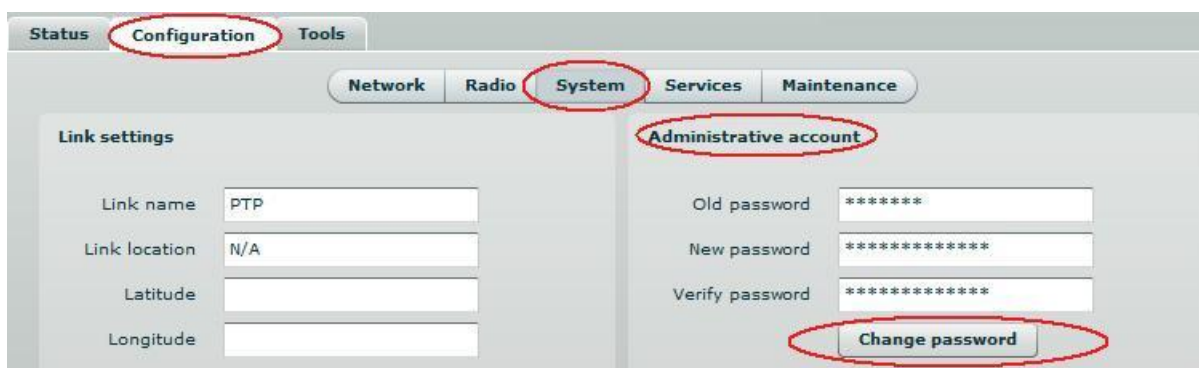 Status Configuration Tools
Network Radio System Services Maintenance
Link settings
Link name PTP
Link location N/A
Latitude
Longitude
Administrative account
Old password *******
New password *************
Verify password *************
Change password